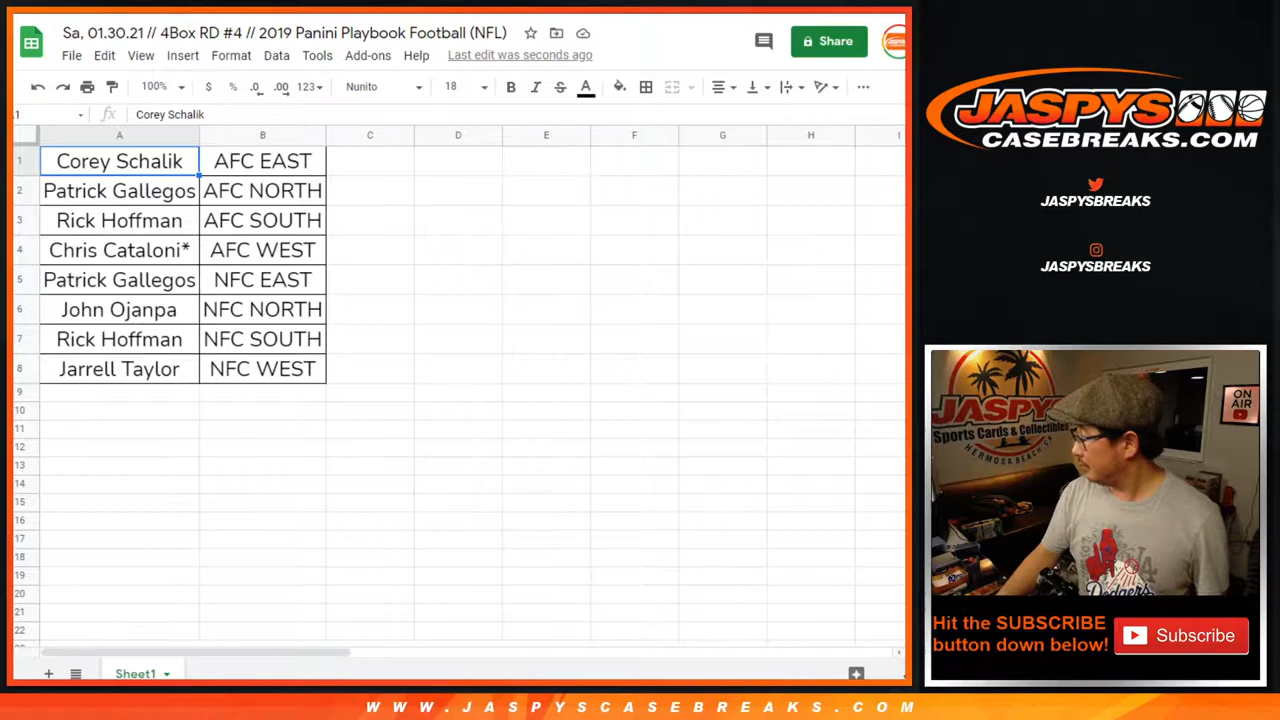 Sa, 01.30.21 // 4Box RD #4 // 2019 Panini Playbook Football (NFL)
File Edit View Insert Format Data Tools Add-ons Help Last edit was seconds ago
Share
100% $ % .0 .00 123 Nunito 18 B I S A
1 fx Corey Schalik
A B C D E F G H I
1 Corey Schalik AFC EAST
2 Patrick Gallegos AFC NORTH
3 Rick Hoffman AFC SOUTH
4 Chris Cataloni* AFC WEST
5 Patrick Gallegos NFC EAST
6 John Ojanpa NFC NORTH
7 Rick Hoffman NFC SOUTH
8 Jarrell Taylor NFC WEST
9
10
11
12
13
14
15
16
17
18
19
20
21
22
Sheet1
JASPYS
CASEBREAKS.COM
JASPYSBREAKS
JASPYSBREAKS
JASPYS
Sports Cards & Collectibles
HERMOSA BEACH, CA
ON
AIR
LA
Dodgers
Hit the SUBSCRIBE
button down below!
Subscribe
WWW.JASPYSCASEBREAKS.COM